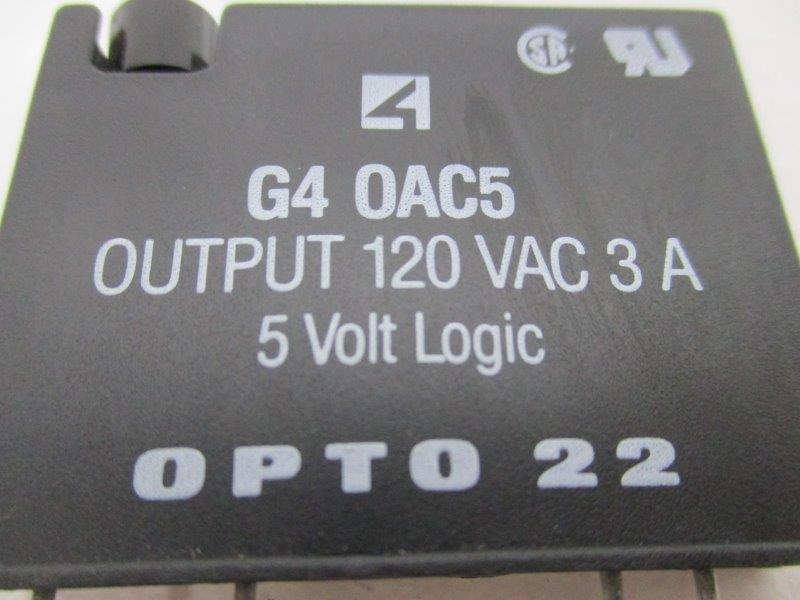 G4 OAC5
OUTPUT 120 VAC 3 A
5 Volt Logic
OPTO 22